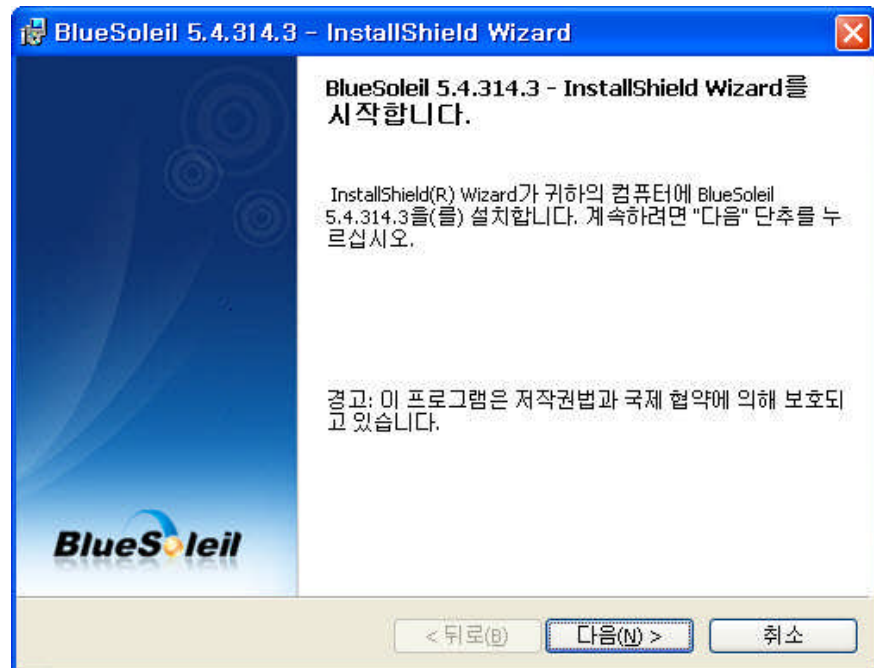 BlueSoleil 5.4.314.3 - InstallShield Wizard
BlueSoleil 5.4.314.3 - InstallShield Wizard를
시작합니다.
InstallShield(R) Wizard가 귀하의 컴퓨터에 BlueSoleil
5.4.314.3을(를) 설치합니다. 계속하려면 "다음" 단추를 누
르십시오.
경고: 이 프로그램은 저작권법과 국제 협약에 의해 보호되
고 있습니다.
BlueSoleil
< 뒤로(B) 다음(N) > 취소